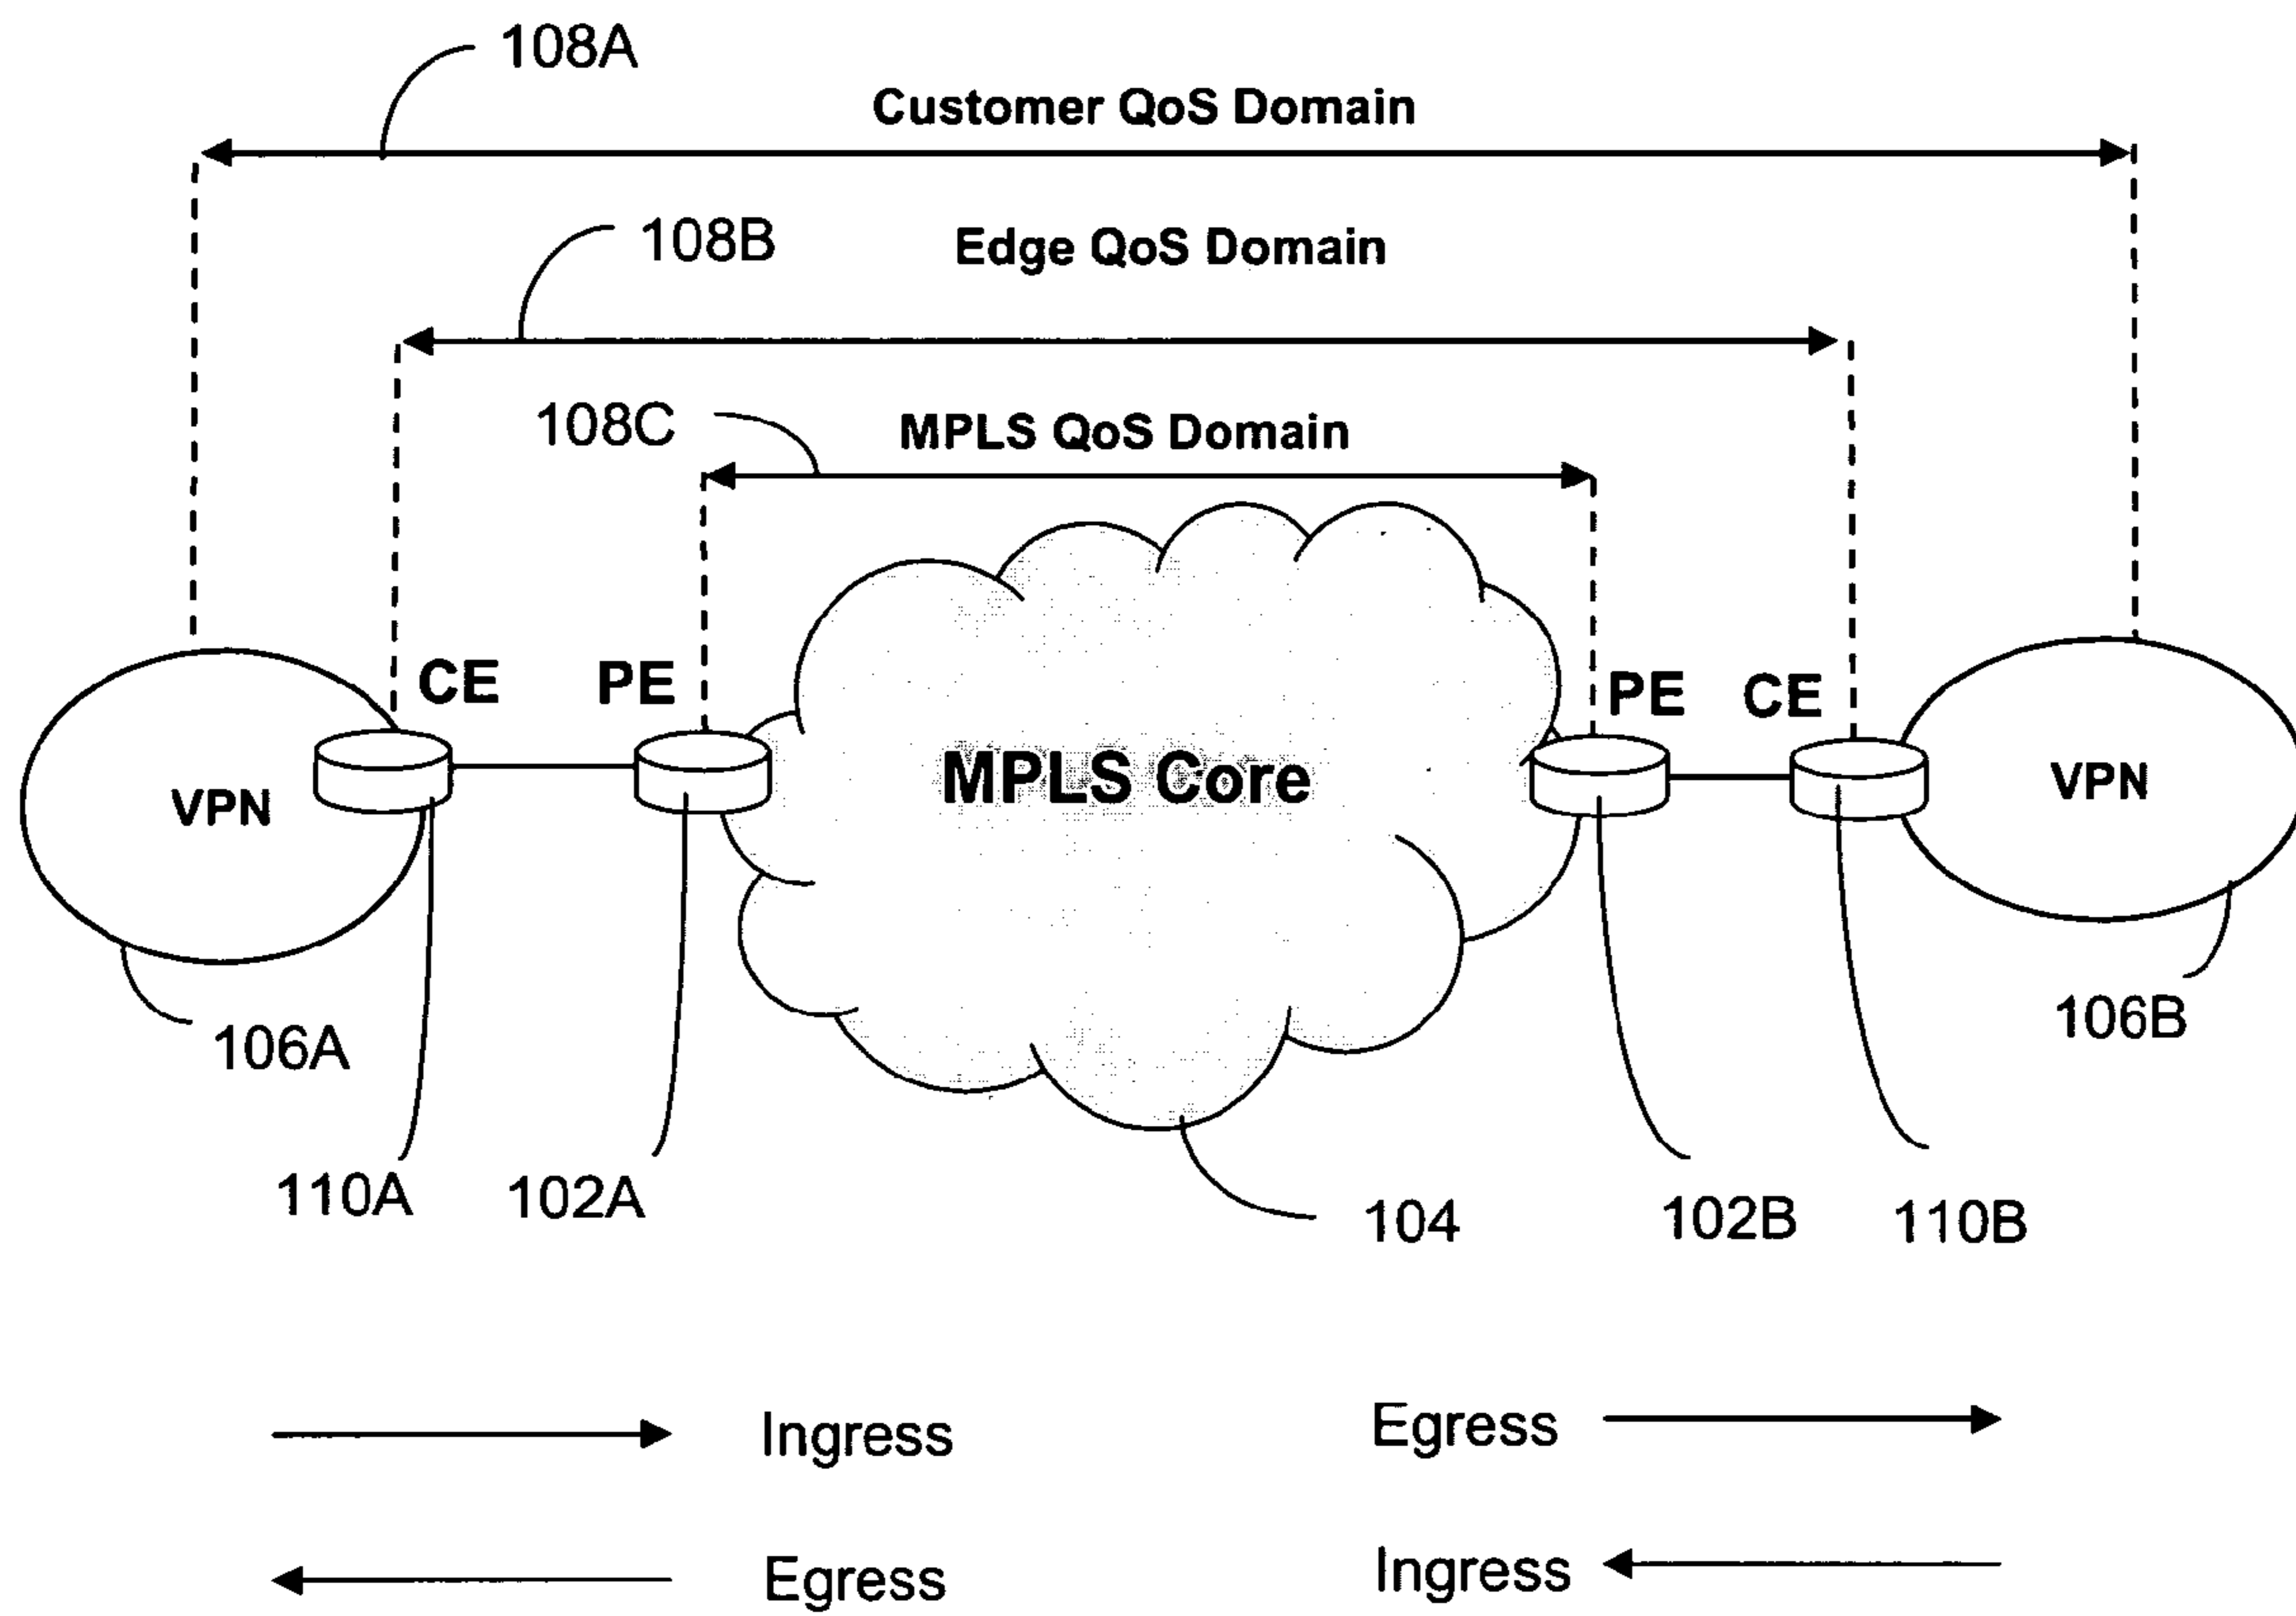 108A
Customer QoS Domain
108B
Edge QoS Domain
108C
MPLS QoS Domain
CE
PE
PE
CE
VPN
MPLS Core
VPN
106A
106B
110A
102A
104
102B
110B
Ingress
Egress
Egress
Ingress